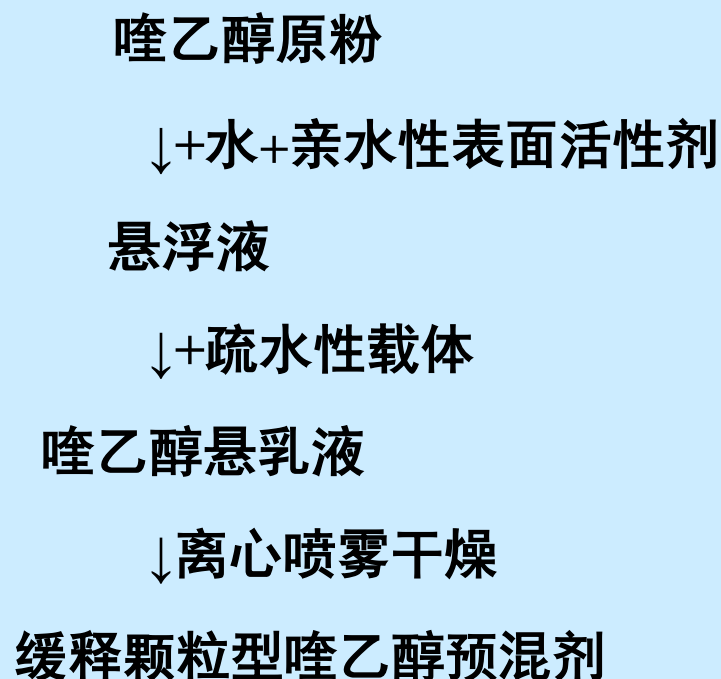 喹乙醇原粉
↓+水+亲水性表面活性剂
悬浮液
↓+疏水性载体
喹乙醇悬乳液
↓离心喷雾干燥
缓释颗粒型喹乙醇预混剂